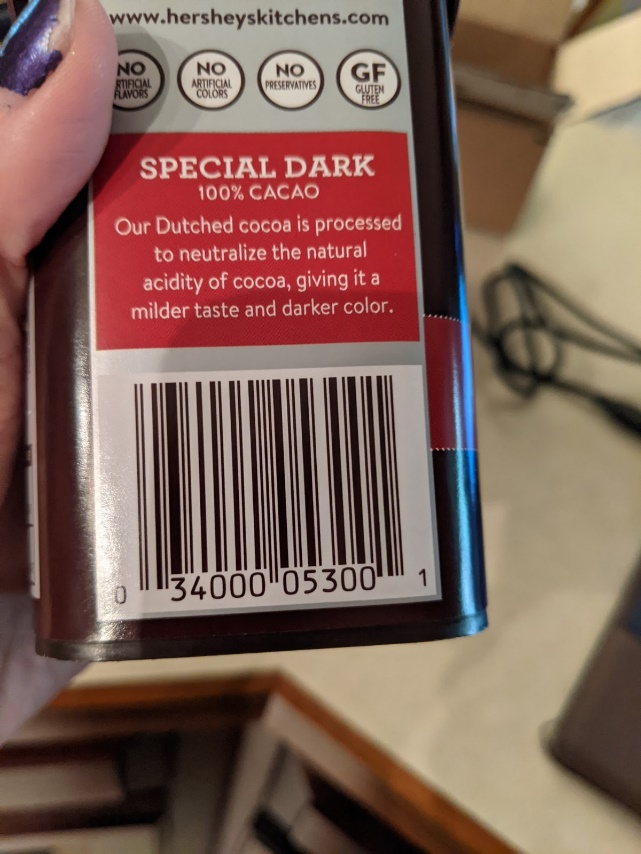 www.hersheyskitchens.com
NO ARTIFICIAL FLAVORS
NO ARTIFICIAL COLORS
NO PRESERVATIVES
GF GLUTEN FREE
SPECIAL DARK
100% CACAO
Our Dutched cocoa is processed
to neutralize the natural
acidity of cocoa, giving it a
milder taste and darker color.
0 34000 05300 1